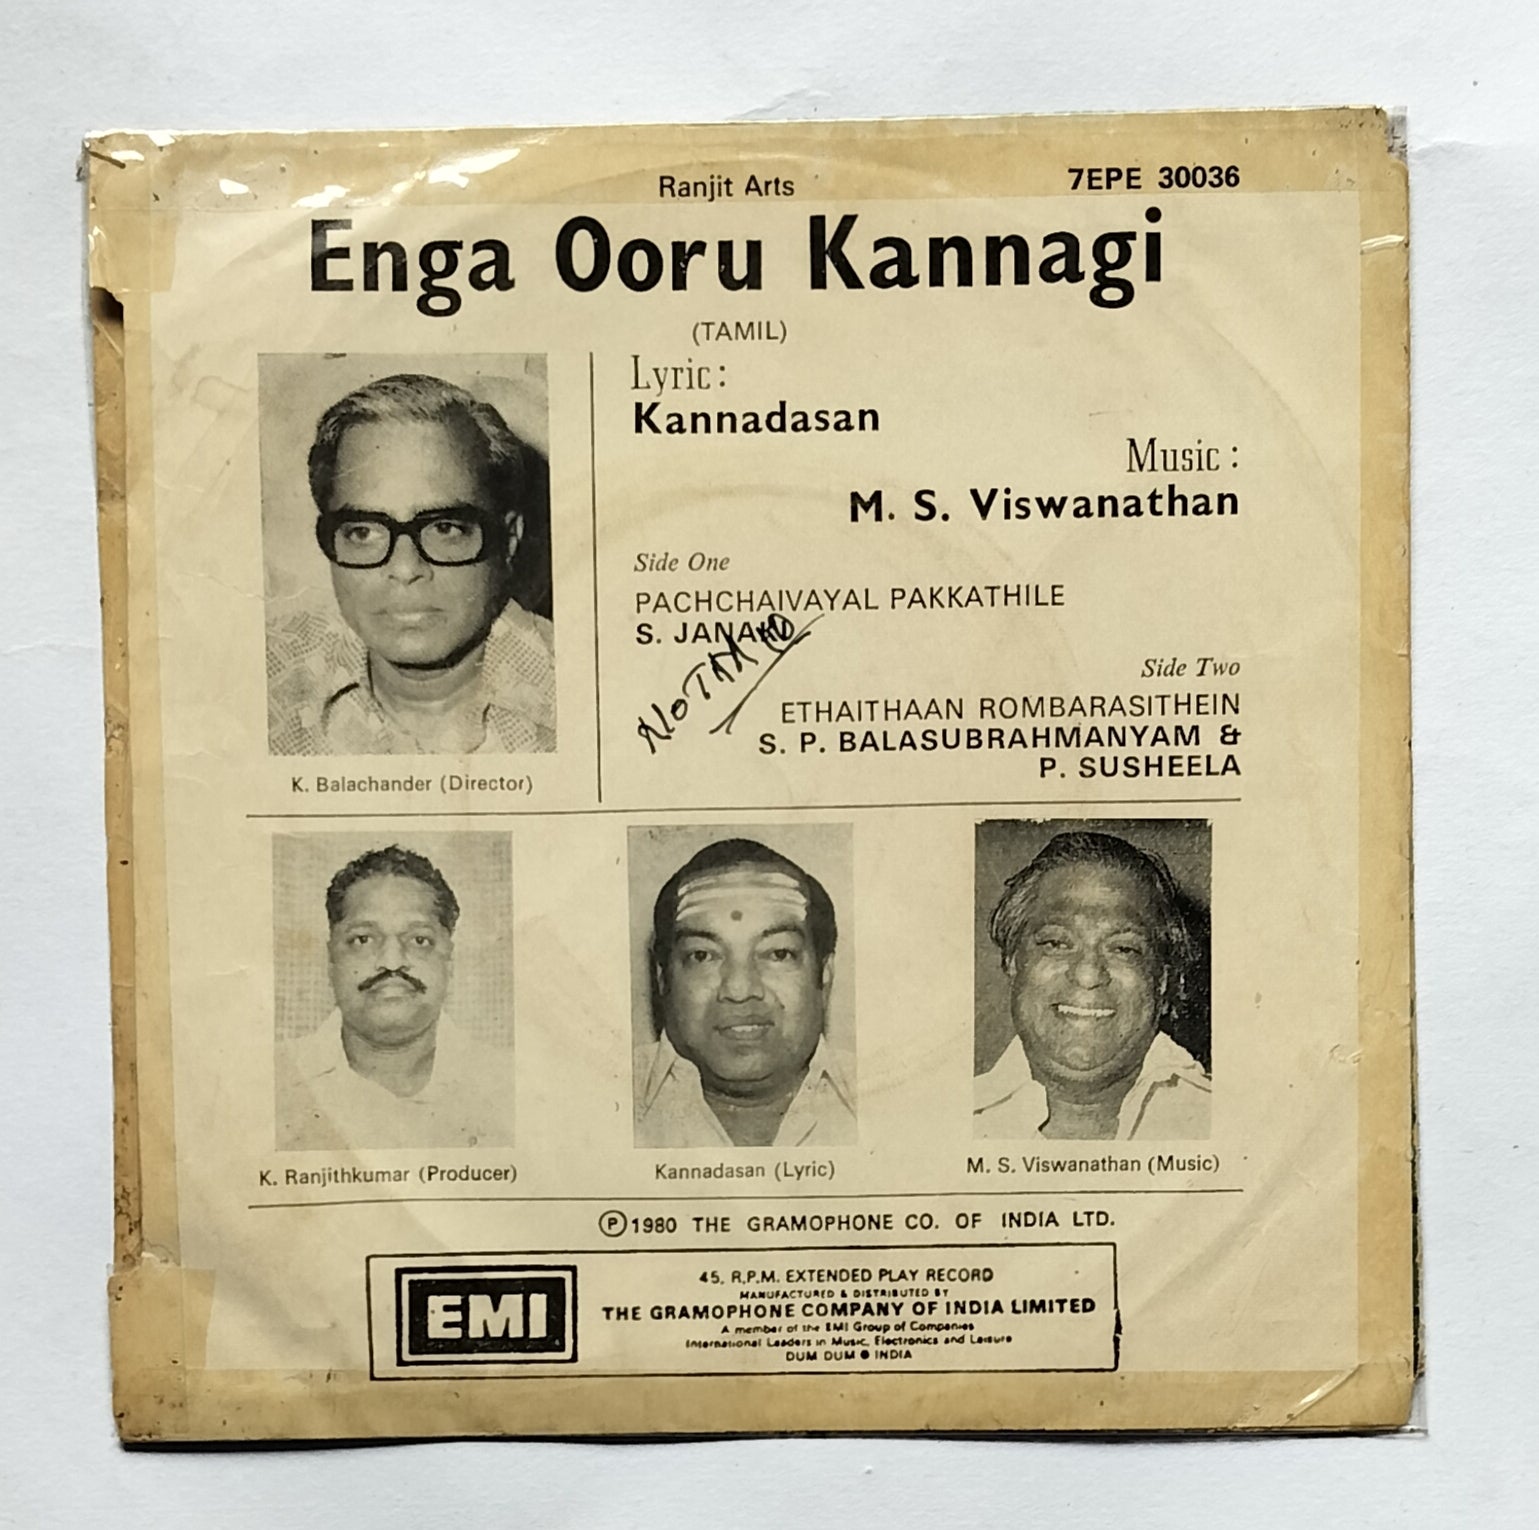 Ranjit Arts
7EPE 30036
Enga Ooru Kannagi
(TAMIL)
Lyric:
Kannadasan
Music:
M. S. Viswanathan
Side One
PACHCHAIVAYAL PAKKATHILE
S. JANAKI
Side Two
ETHAITHAAN ROMBARASITHEIN
S. P. BALASUBRAHMANYAM &
P. SUSHEELA
K. Balachander (Director)
K. Ranjithkumar (Producer)
Kannadasan (Lyric)
M. S. Viswanathan (Music)
Ⓟ1980 THE GRAMOPHONE CO. OF INDIA LTD.
EMI
45. R.P.M. EXTENDED PLAY RECORD
MANUFACTURED & DISTRIBUTED BY
THE GRAMOPHONE COMPANY OF INDIA LIMITED
A member of the EMI Group of Companies
International Leaders in Music, Electronics and Leisure
DUM DUM ● INDIA